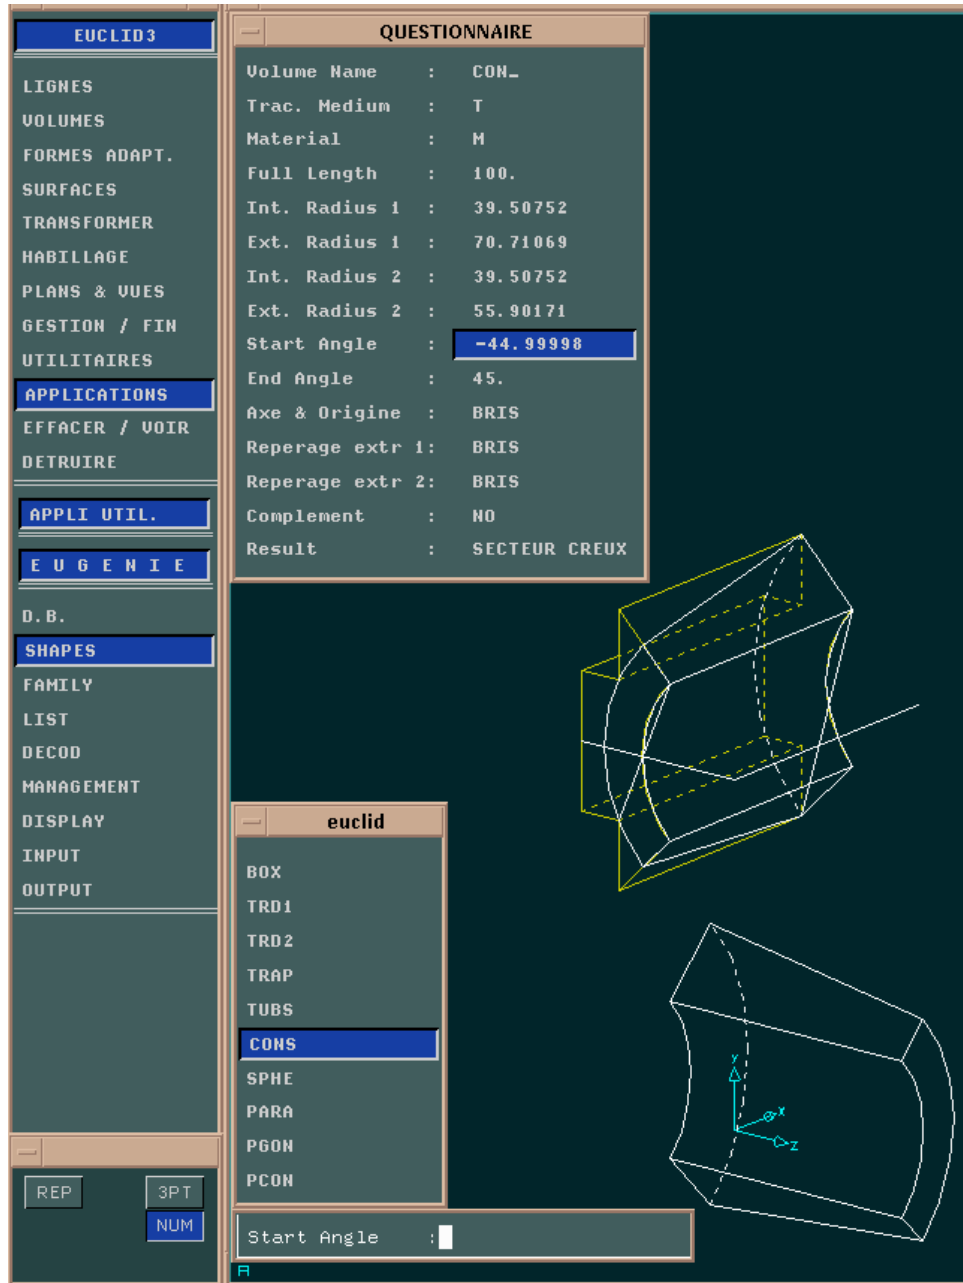 EUCLID3
LIGNES
VOLUMES
FORMES ADAPT.
SURFACES
TRANSFORMER
HABILLAGE
PLANS & VUES
GESTION / FIN
UTILITAIRES
APPLICATIONS
EFFACER / VOIR
DETRUIRE
APPLI UTIL.
E U G E N I E
D.B.
SHAPES
FAMILY
LIST
DECOD
MANAGEMENT
DISPLAY
INPUT
OUTPUT
REP 3PT
NUM
QUESTIONNAIRE
Volume Name : CON_
Trac. Medium : T
Material : M
Full Length : 100.
Int. Radius 1 : 39.50752
Ext. Radius 1 : 70.71069
Int. Radius 2 : 39.50752
Ext. Radius 2 : 55.90171
Start Angle : -44.99998
End Angle : 45.
Axe & Origine : BRIS
Reperage extr 1: BRIS
Reperage extr 2: BRIS
Complement : NO
Result : SECTEUR CREUX
euclid
BOX
TRD1
TRD2
TRAP
TUBS
CONS
SPHE
PARA
PGON
PCON
Y
X
Z
Start Angle :
A